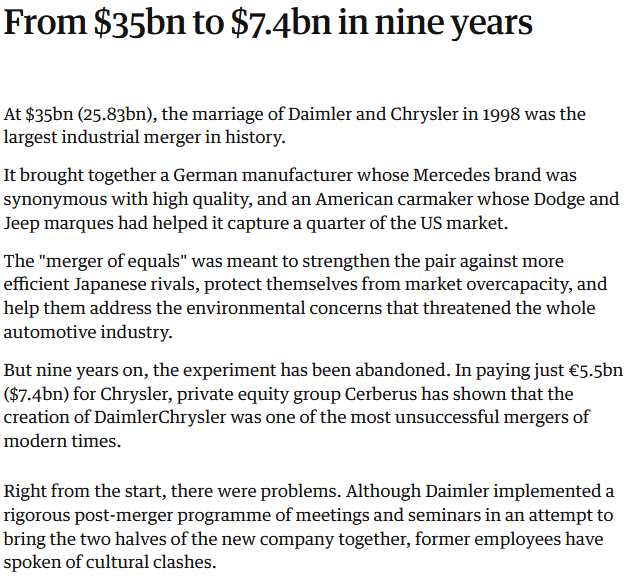 From $35bn to $7.4bn in nine years
At $35bn (25.83bn), the marriage of Daimler and Chrysler in 1998 was the
largest industrial merger in history.
It brought together a German manufacturer whose Mercedes brand was
synonymous with high quality, and an American carmaker whose Dodge and
Jeep marques had helped it capture a quarter of the US market.
The "merger of equals" was meant to strengthen the pair against more
efficient Japanese rivals, protect themselves from market overcapacity, and
help them address the environmental concerns that threatened the whole
automotive industry.
But nine years on, the experiment has been abandoned. In paying just €5.5bn
($7.4bn) for Chrysler, private equity group Cerberus has shown that the
creation of DaimlerChrysler was one of the most unsuccessful mergers of
modern times.
Right from the start, there were problems. Although Daimler implemented a
rigorous post-merger programme of meetings and seminars in an attempt to
bring the two halves of the new company together, former employees have
spoken of cultural clashes.